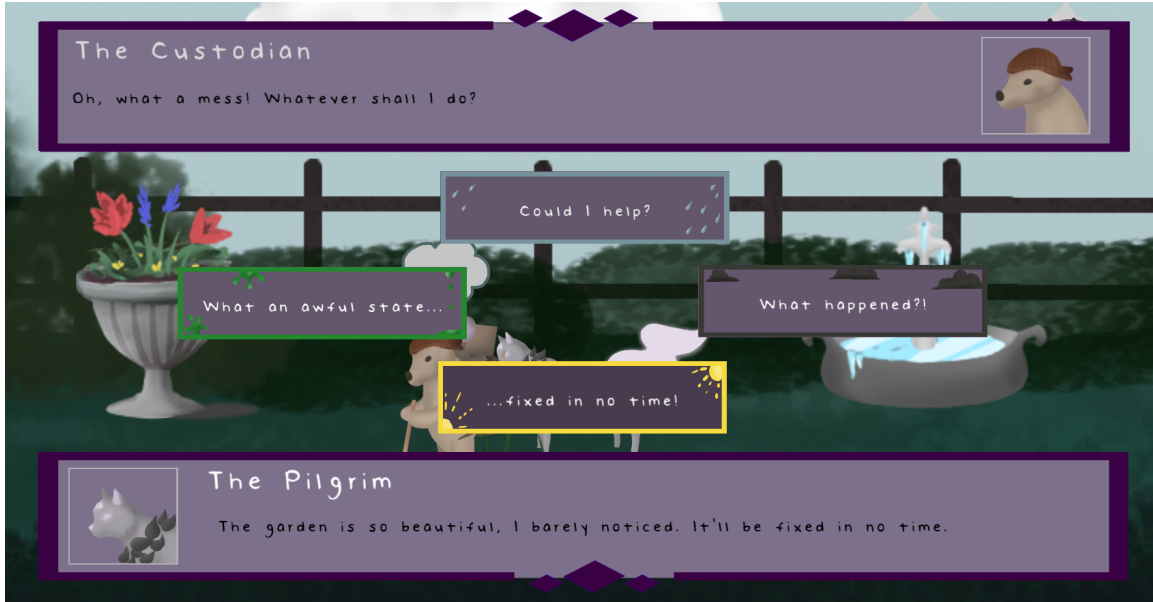 The Custodian
Oh, what a mess! Whatever shall I do?
Could I help?
What an awful state...
What happened?!
...fixed in no time!
The Pilgrim
The garden is so beautiful, I barely noticed. It'll be fixed in no time.